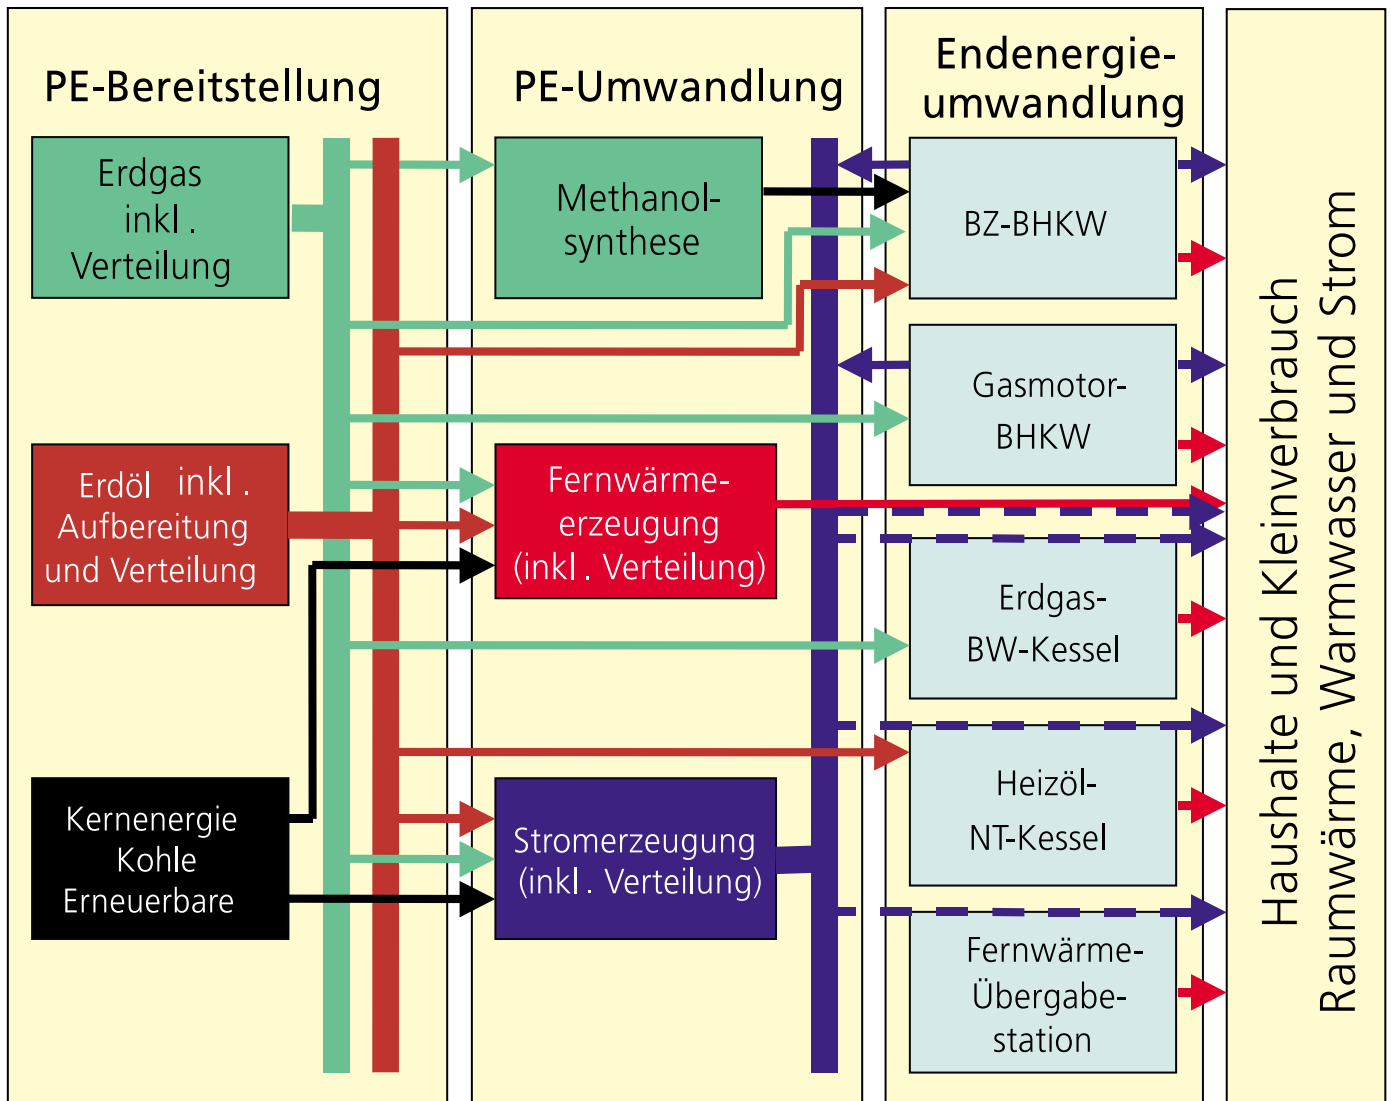 PE-Bereitstellung
Erdgas
inkl.
Verteilung
Erdöl inkl.
Aufbereitung
und Verteilung
Kernenergie
Kohle
Erneuerbare
PE-Umwandlung
Methanol-
synthese
Fernwärme-
erzeugung
(inkl. Verteilung)
Stromerzeugung
(inkl. Verteilung)
Endenergie-
umwandlung
BZ-BHKW
Gasmotor-
BHKW
Erdgas-
BW-Kessel
Heizöl-
NT-Kessel
Fernwärme-
Übergabe-
station
Haushalte und Kleinverbrauch
Raumwärme, Warmwasser und Strom